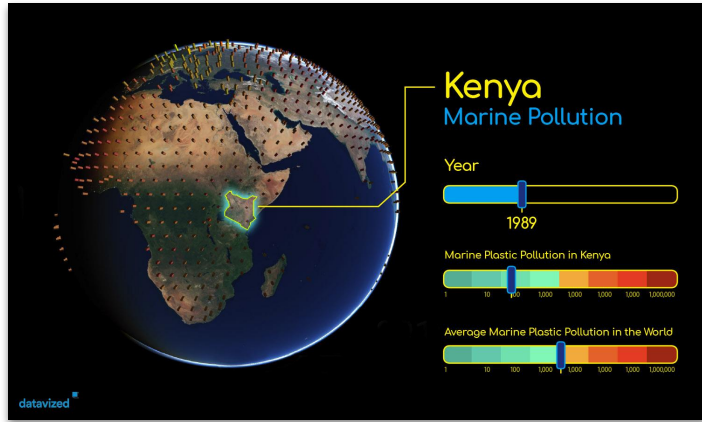 Kenya
Marine Pollution
Year
1989
Marine Plastic Pollution in Kenya
1 10 100 1,000 1,000 1,000 1,000 1,000,000
Average Marine Plastic Pollution in the World
1 10 100 1,000 1,000 1,000 1,000 1,000,000
datavized